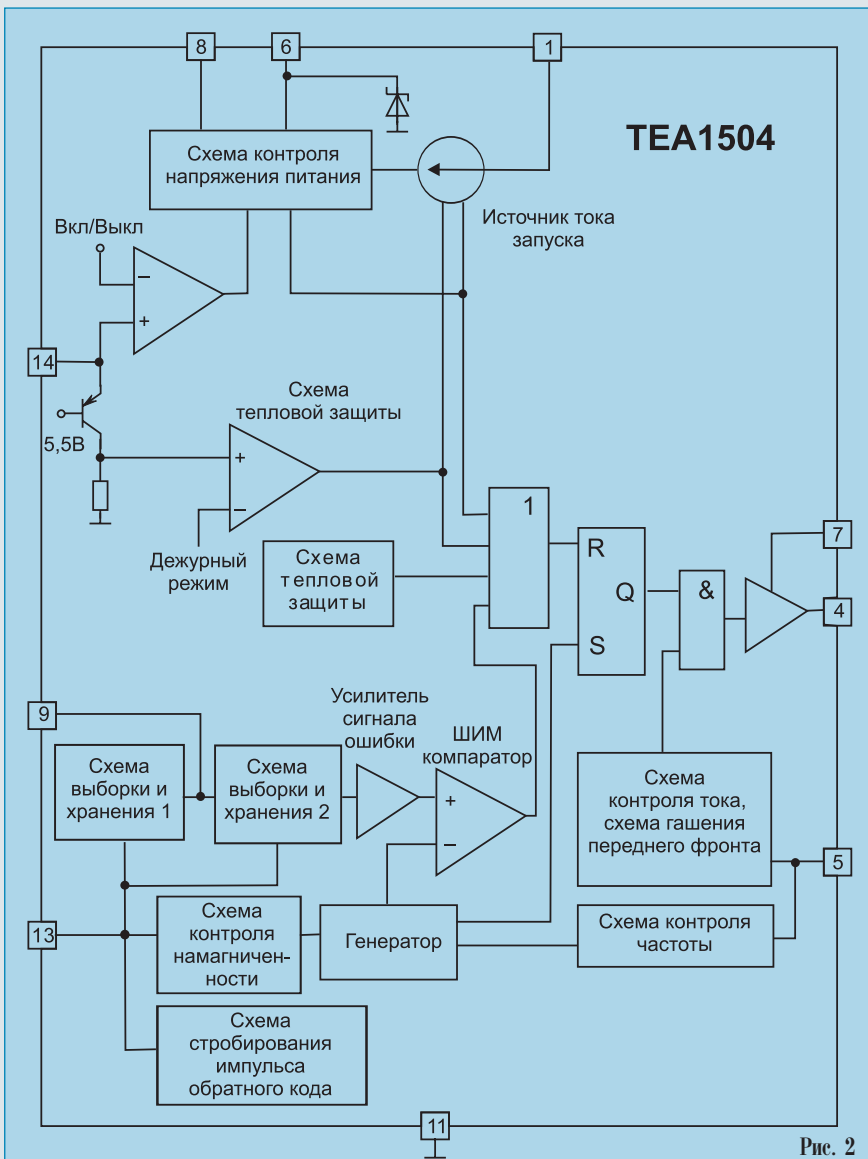 8
6
1
TEA1504
Схема контроля
напряжения питания
Источник тока
запуска
Вкл/Выкл
−
+
14
5,5В
Схема
тепловой защиты
+
−
Дежурный
режим
Схема
тепловой
защиты
1
R
Q
S
&
7
4
9
Усилитель
сигнала
ошибки
ШИМ
компаратор
Схема
выборки и
хранения 1
Схема
выборки и
хранения 2
+
−
Схема
контроля тока,
схема гашения
переднего фронта
5
13
Схема
контроля
намагничен-
ности
Генератор
Схема контроля
частоты
Схема
стробирования
импульса
обратного кода
11
Рис. 2